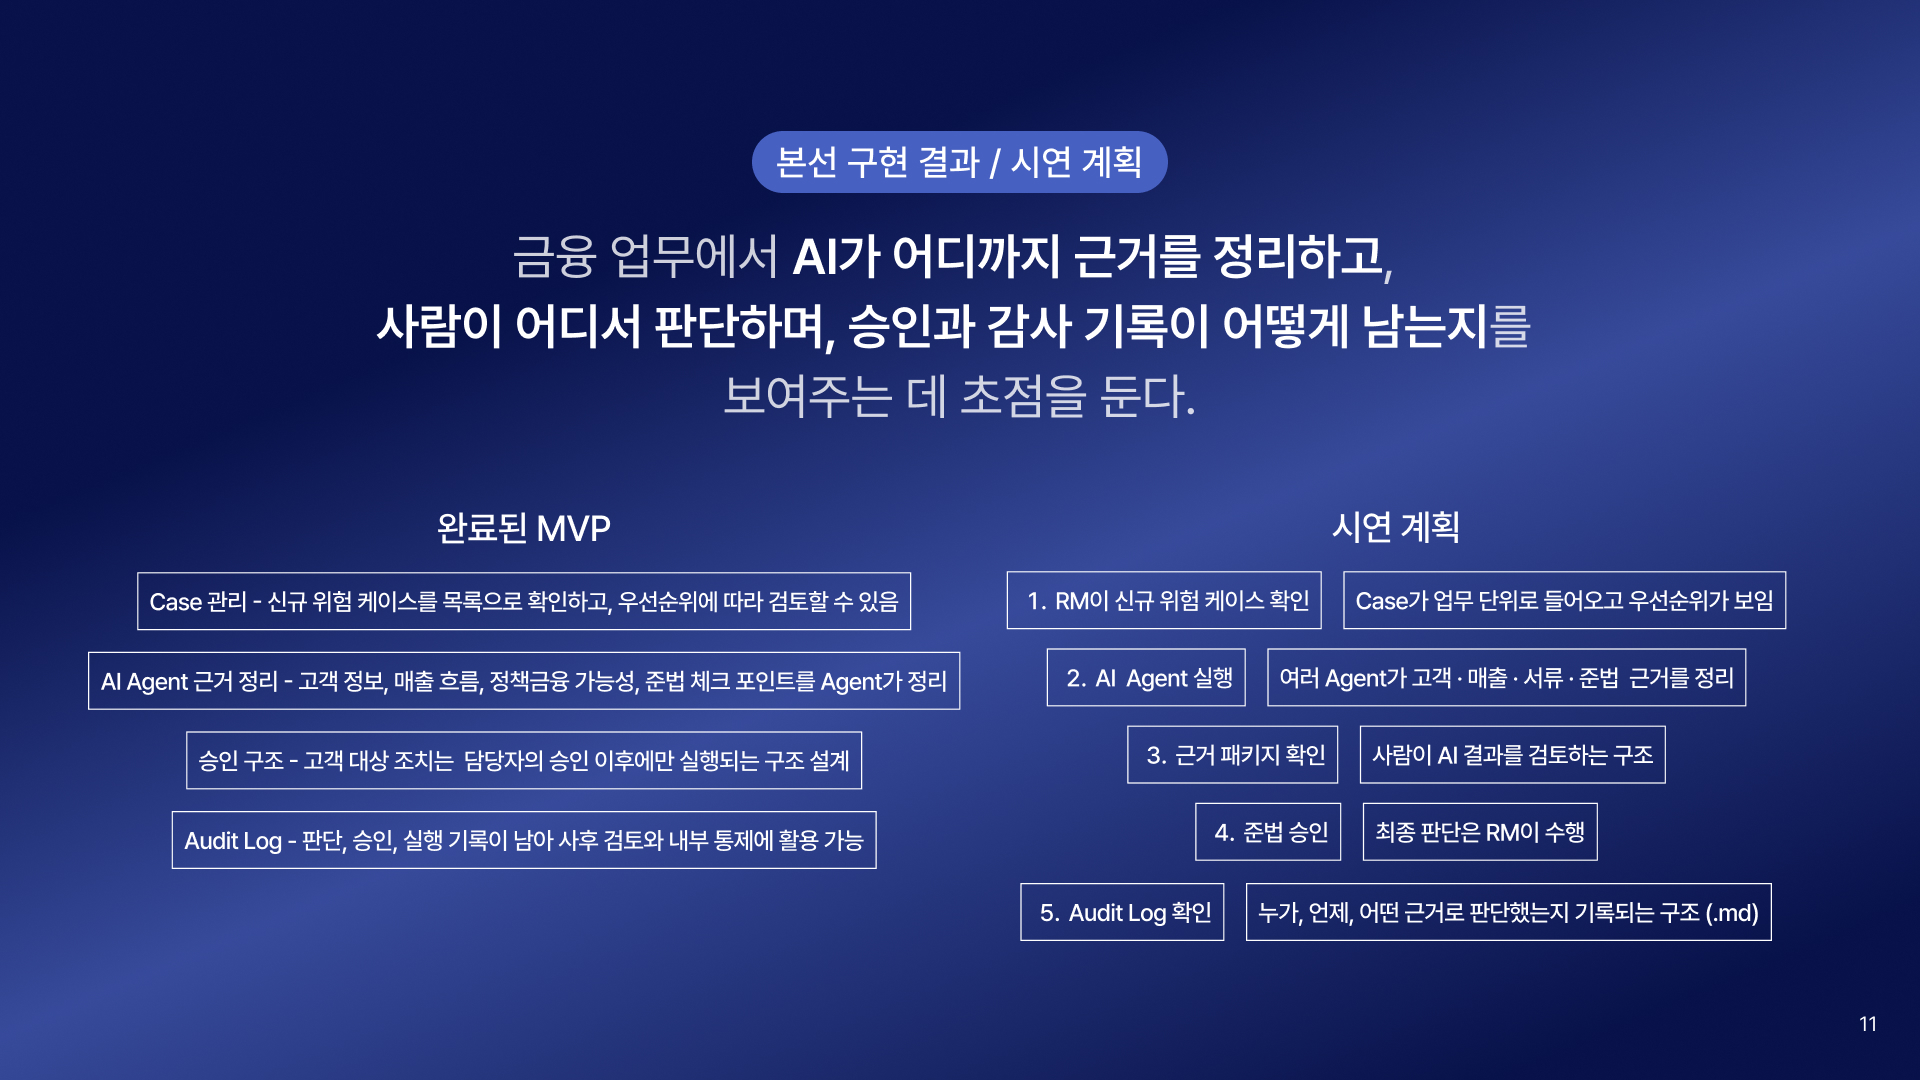 본선 구현 결과 / 시연 계획
금융 업무에서 AI가 어디까지 근거를 정리하고,
사람이 어디서 판단하며, 승인과 감사 기록이 어떻게 남는지를
보여주는 데 초점을 둔다.
완료된 MVP
Case 관리 - 신규 위험 케이스를 목록으로 확인하고, 우선순위에 따라 검토할 수 있음
AI Agent 근거 정리 - 고객 정보, 매출 흐름, 정책금융 가능성, 준법 체크 포인트를 Agent가 정리
승인 구조 - 고객 대상 조치는 담당자의 승인 이후에만 실행되는 구조 설계
Audit Log - 판단, 승인, 실행 기록이 남아 사후 검토와 내부 통제에 활용 가능
시연 계획
1. RM이 신규 위험 케이스 확인
Case가 업무 단위로 들어오고 우선순위가 보임
2. AI Agent 실행
여러 Agent가 고객 · 매출 · 서류 · 준법 근거를 정리
3. 근거 패키지 확인
사람이 AI 결과를 검토하는 구조
4. 준법 승인
최종 판단은 RM이 수행
5. Audit Log 확인
누가, 언제, 어떤 근거로 판단했는지 기록되는 구조 (.md)
11